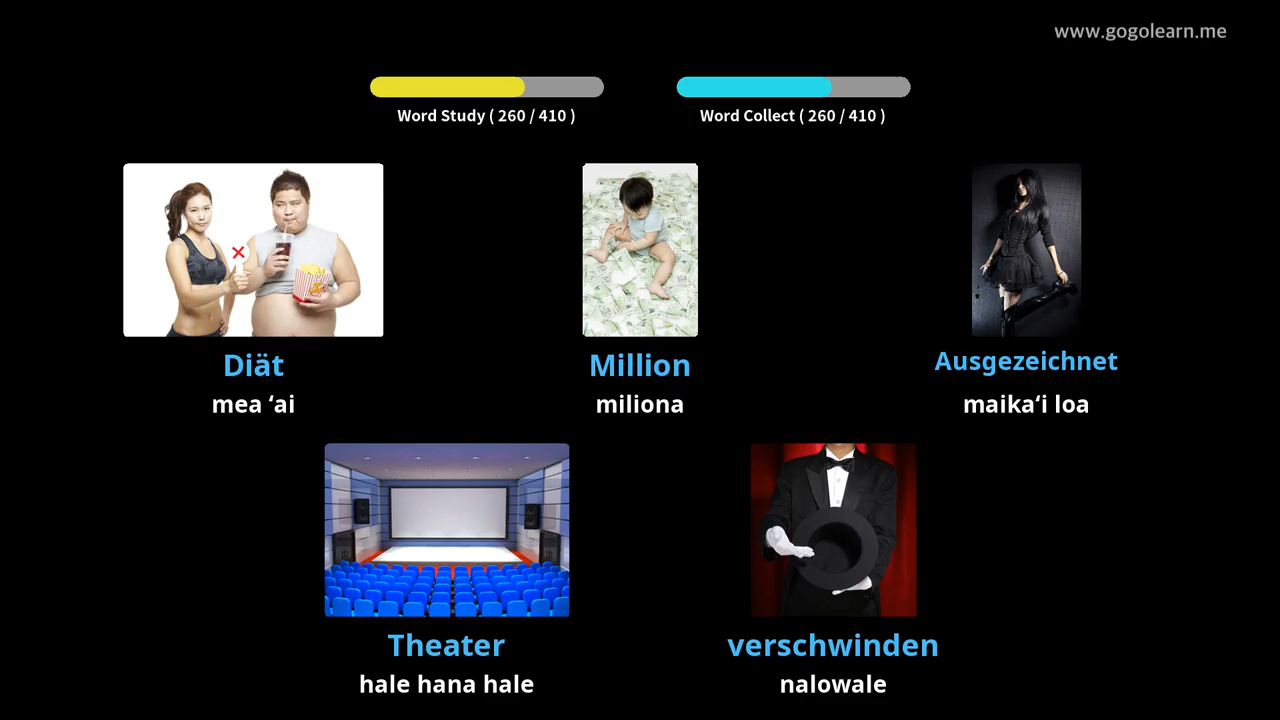 www.gogolearn.me
Word Study ( 260 / 410 )
Word Collect ( 260 / 410 )
Diät
mea ʻai
Million
miliona
Ausgezeichnet
maikaʻi loa
Theater
hale hana hale
verschwinden
nalowale